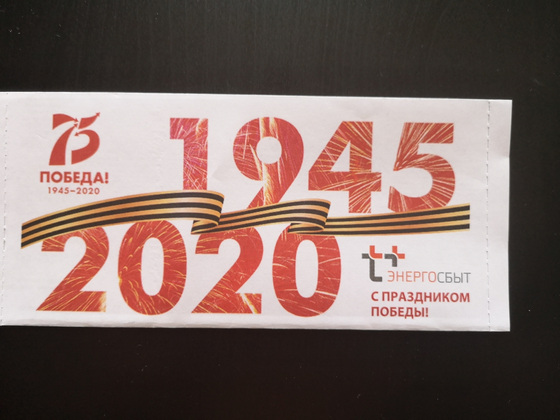 75
ПОБЕДА!
1945–2020
1945
2020
ЭНЕРГОСБЫТ
С ПРАЗДНИКОМ
ПОБЕДЫ!